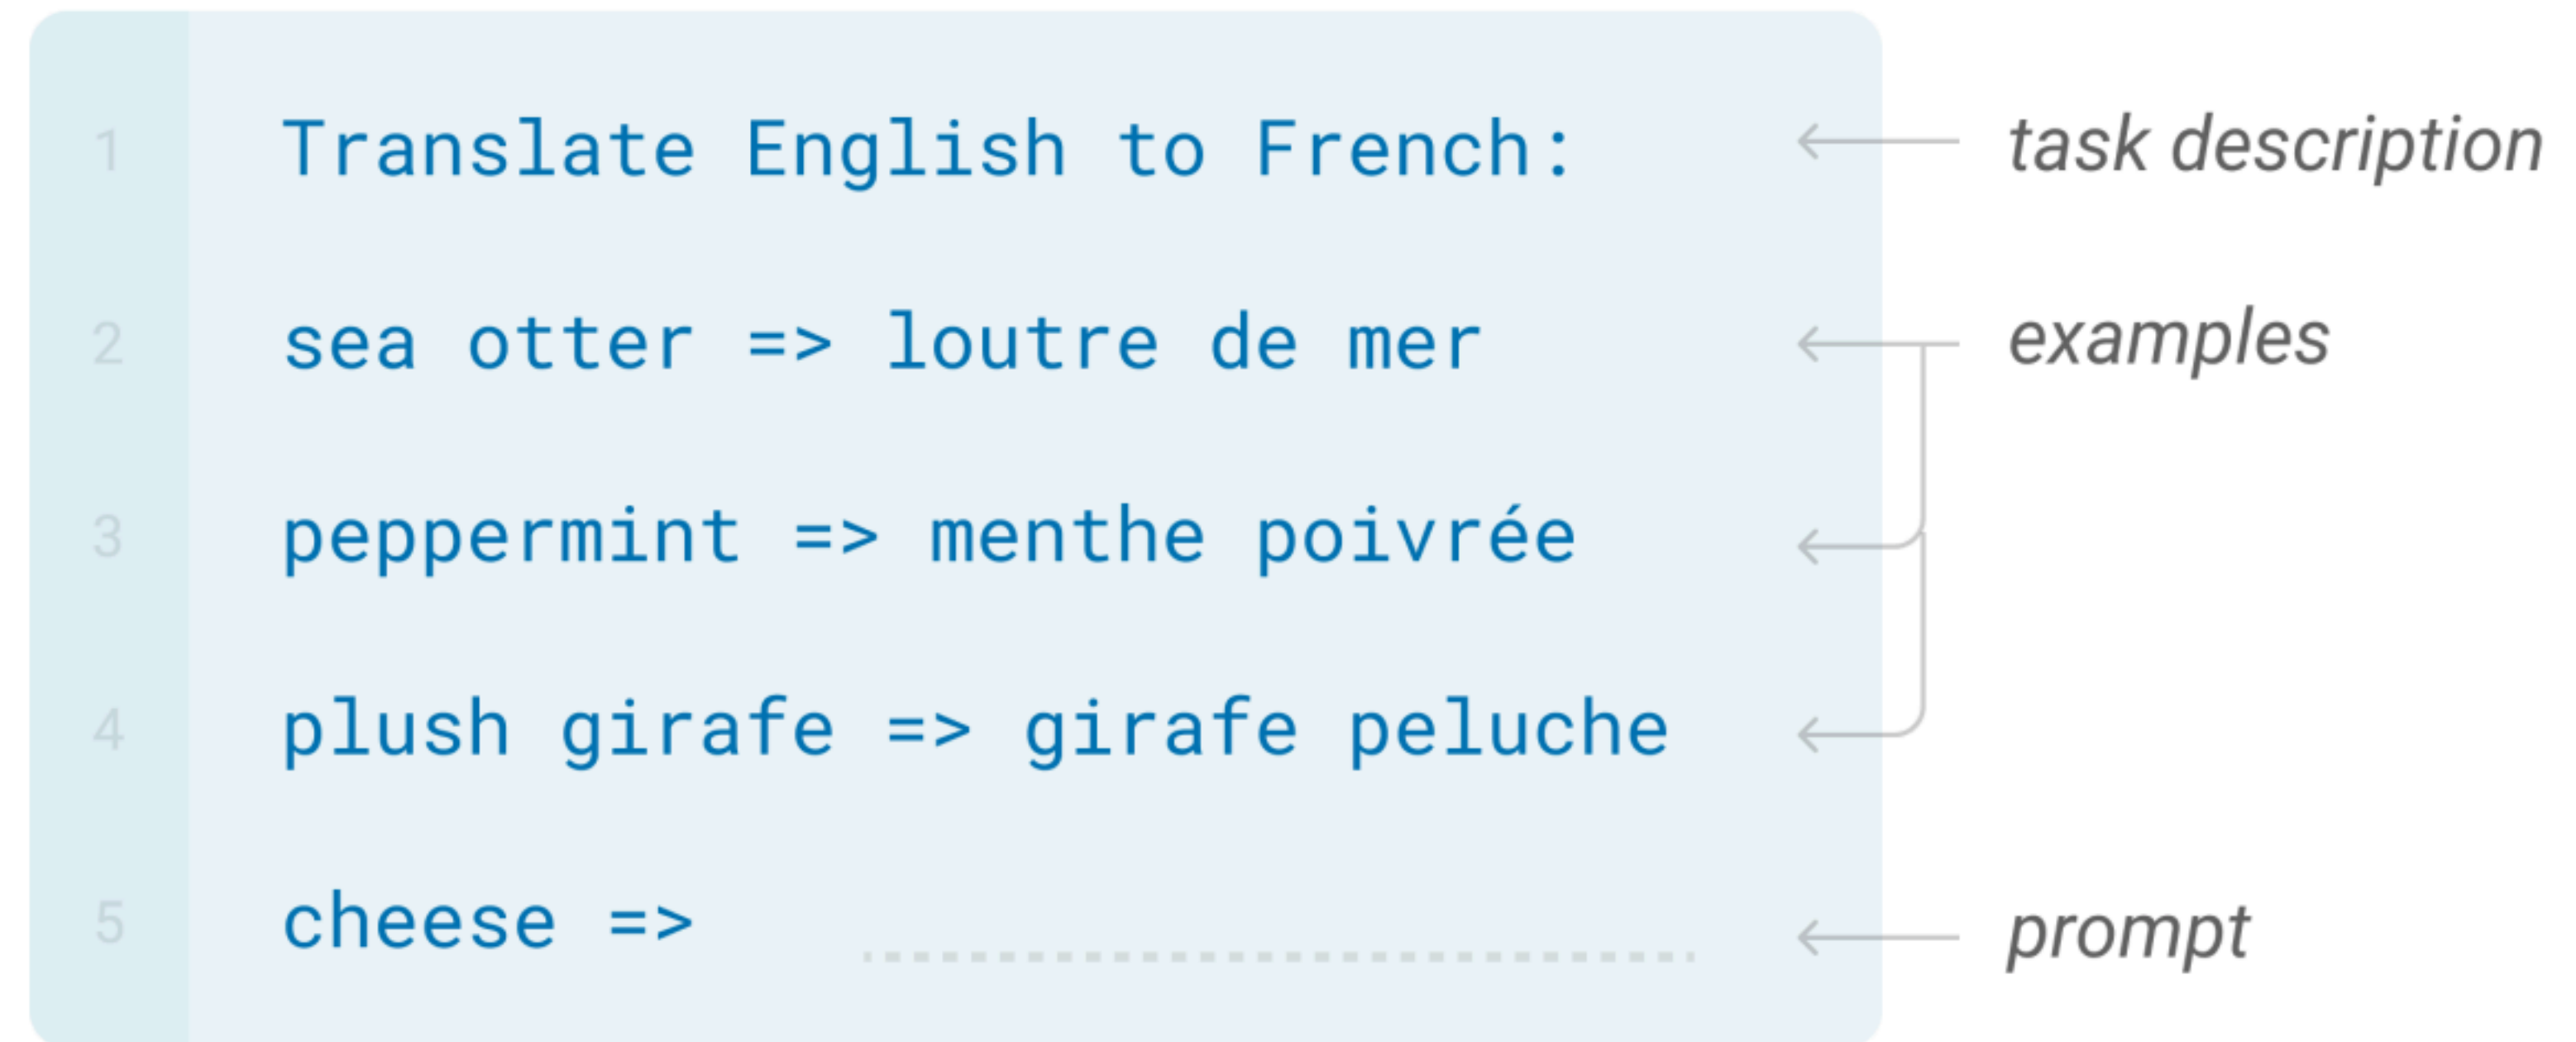 1 Translate English to French: task description
2 sea otter => loutre de mer examples
3 peppermint => menthe poivrée
4 plush girafe => girafe peluche
5 cheese => prompt